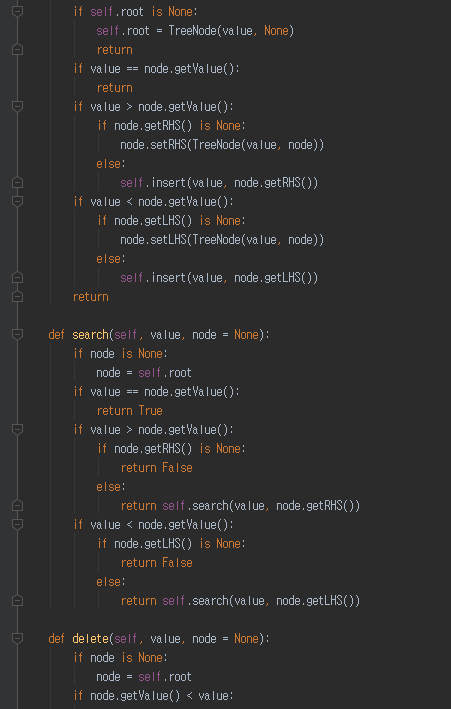 if self.root is None:
self.root = TreeNode(value, None)
return
if value == node.getValue():
return
if value > node.getValue():
if node.getRHS() is None:
node.setRHS(TreeNode(value, node))
else:
self.insert(value, node.getRHS())
if value < node.getValue():
if node.getLHS() is None:
node.setLHS(TreeNode(value, node))
else:
self.insert(value, node.getLHS())
return
def search(self, value, node = None):
if node is None:
node = self.root
if value == node.getValue():
return True
if value > node.getValue():
if node.getRHS() is None:
return False
else:
return self.search(value, node.getRHS())
if value < node.getValue():
if node.getLHS() is None:
return False
else:
return self.search(value, node.getLHS())
def delete(self, value, node = None):
if node is None:
node = self.root
if node.getValue() < value: